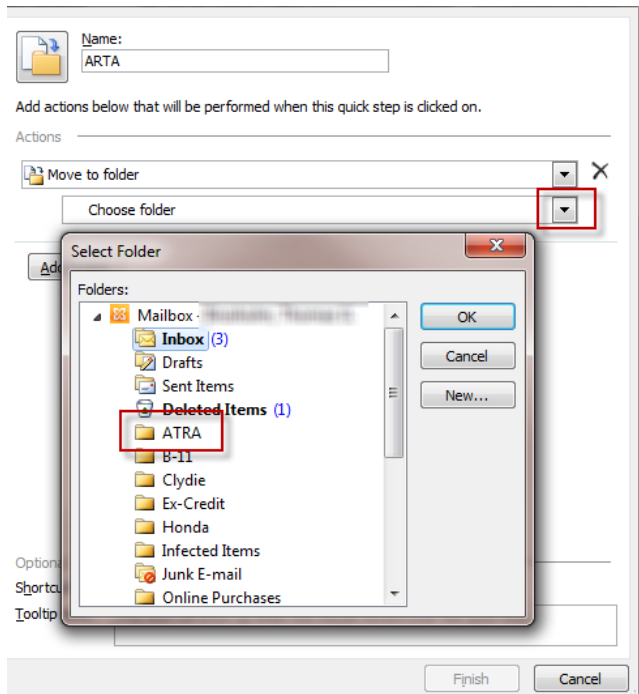 Name:
ARTA
Add actions below that will be performed when this quick step is clicked on.
Actions
Move to folder
Choose folder
Add
Select Folder
Folders:
Mailbox -
Inbox (3)
Drafts
Sent Items
Deleted Items (1)
ATRA
B-11
Clydie
Ex-Credit
Honda
Infected Items
Junk E-mail
Online Purchases
OK
Cancel
New...
Tooltip
Finish
Cancel